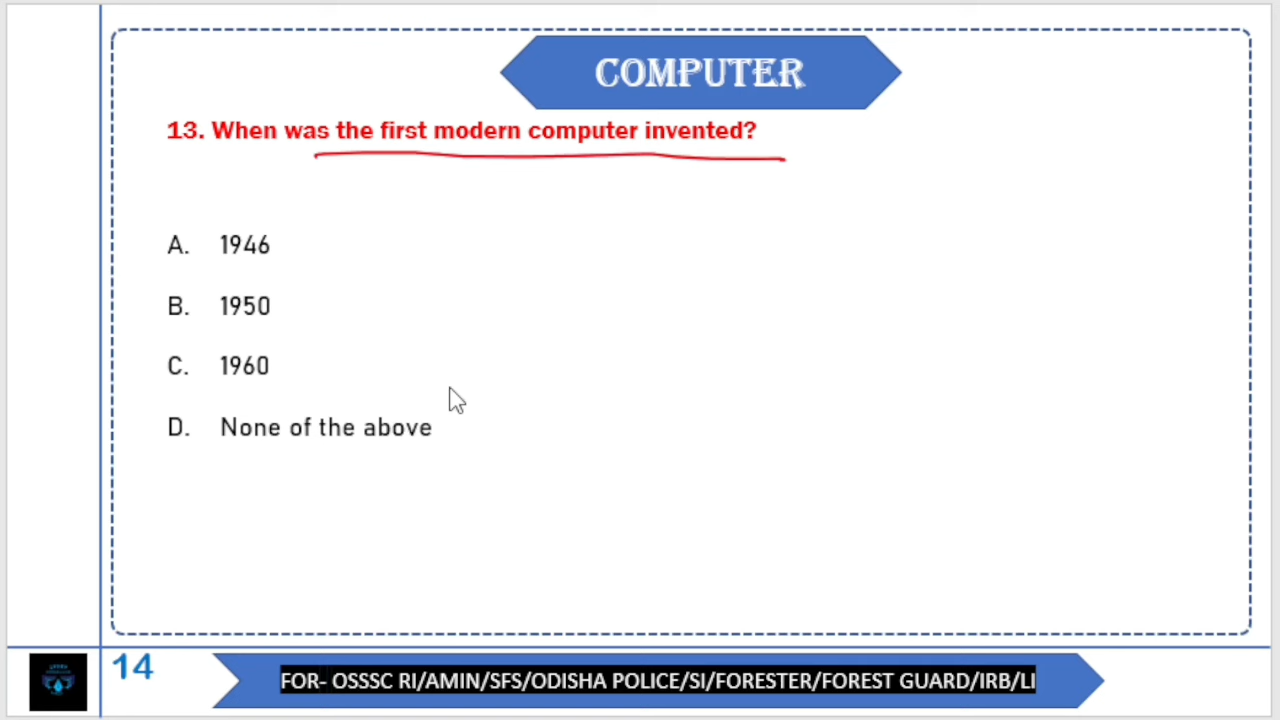 COMPUTER
13. When was the first modern computer invented?
A. 1946
B. 1950
C. 1960
D. None of the above
14
FOR- OSSSC RI/AMIN/SFS/ODISHA POLICE/SI/FORESTER/FOREST GUARD/IRB/LI